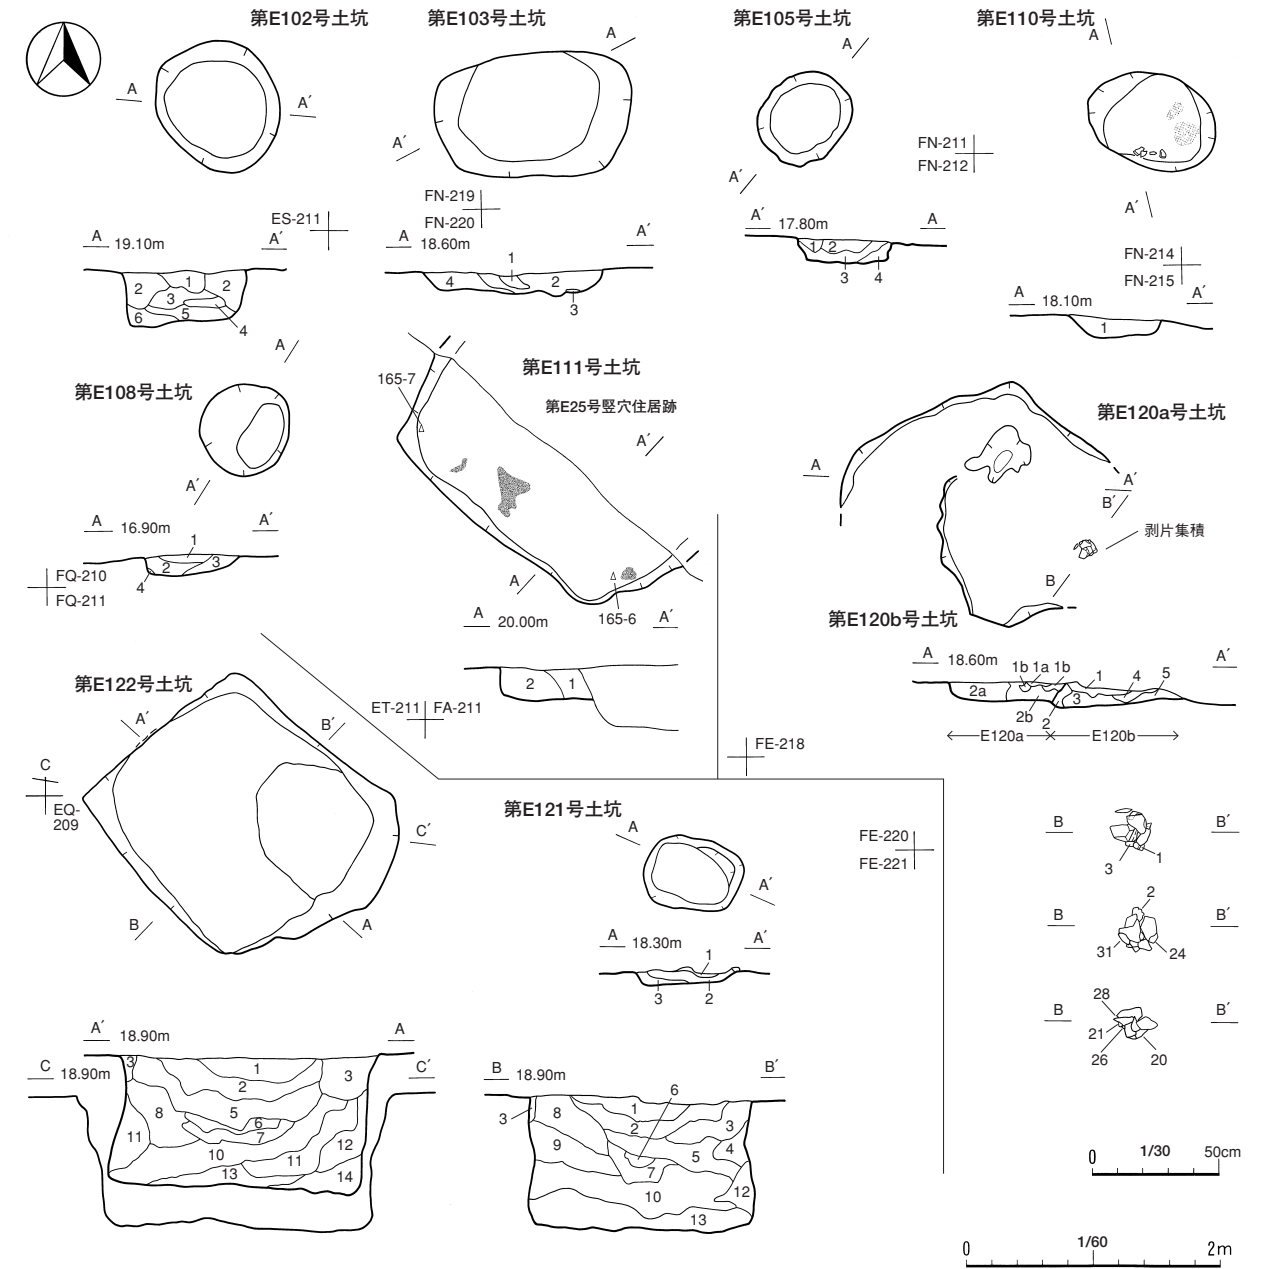 第E102号土坑
A
A′
ES-211
A 19.10m A′
1
2
2
3
4
5
6
第E103号土坑
A
A′
FN-219
FN-220
A 18.60m A′
1
4
2
3
第E105号土坑
A
A′
A′ 17.80m A
1 2
3 4
第E110号土坑
A
FN-211
FN-212
A′
FN-214
FN-215
A 18.10m A′
1
第E108号土坑
A
A′
A 16.90m A′
1
2
3
4
FQ-210
FQ-211
第E111号土坑
第E25号竪穴住居跡
165-7
A′
A
165-6
A 20.00m A′
2 1
ET-211 FA-211
第E120a号土坑
A
A′
B′
剥片集積
B
第E120b号土坑
A 18.60m A′
1b 1a 1b 1 4 5
2a
3
2b 2
E120a E120b
FE-218
第E122号土坑
A′
B′
C
EQ-
209
C′
B
A
A′ 18.90m A
C 18.90m C′
3
1
3
2
8
5
6
7
11
10
11
12
13
14
第E121号土坑
A
A′
A 18.30m A′
1
3 2
FE-220
FE-221
B 18.90m B′
6
3
8
1
2
3
9
4
5
7
10
12
13
B B′
3 1
B B′
2
31 24
B B′
28
21
26 20
0 1/30 50cm
0 1/60 2m